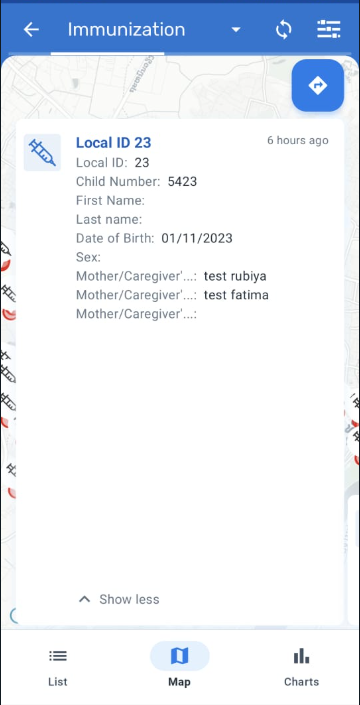 Immunization
Local ID 23
6 hours ago
Local ID: 23
Child Number: 5423
First Name:
Last name:
Date of Birth: 01/11/2023
Sex:
Mother/Caregiver'...: test rubiya
Mother/Caregiver'...: test fatima
Mother/Caregiver'...:
Show less
List
Map
Charts